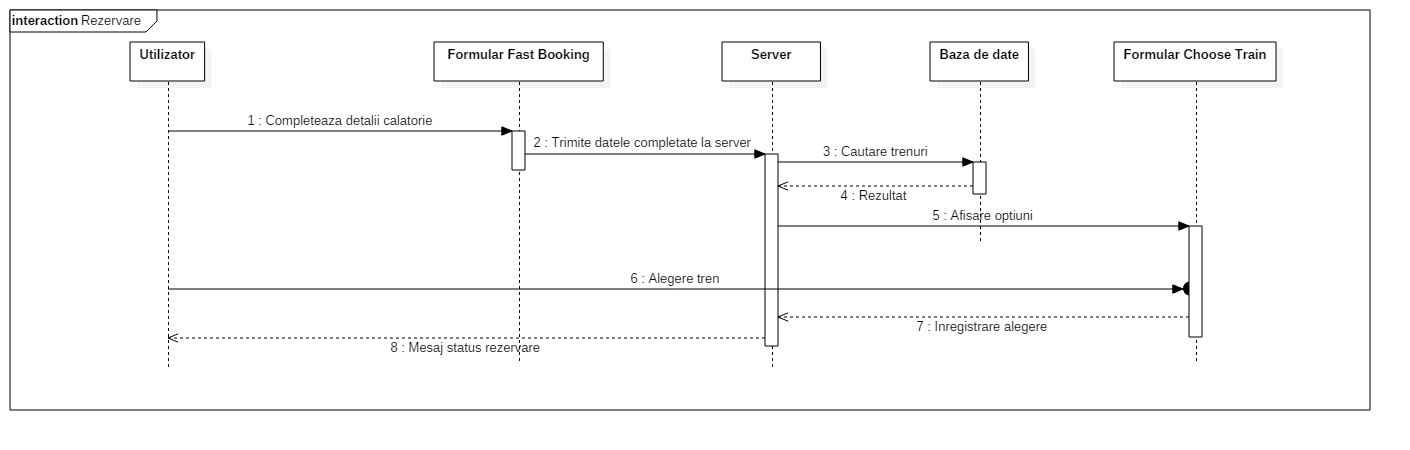 interaction Rezervare
Utilizator
Formular Fast Booking
Server
Baza de date
Formular Choose Train
1 : Completeaza detalii calatorie
2 : Trimite datele completate la server
3 : Cautare trenuri
4 : Rezultat
5 : Afisare optiuni
6 : Alegere tren
7 : Inregistrare alegere
8 : Mesaj status rezervare